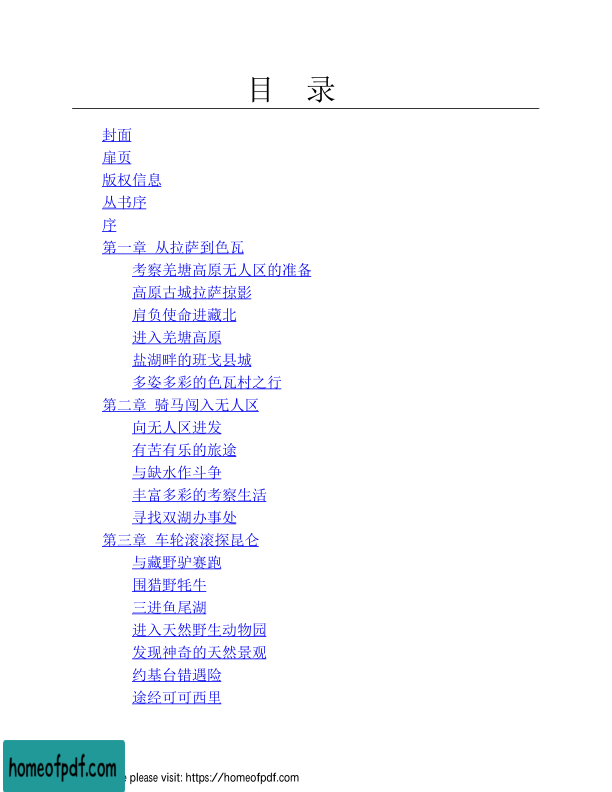 目 录
封面
扉页
版权信息
丛书序
序
第一章 从拉萨到色瓦
考察羌塘高原无人区的准备
高原古城拉萨掠影
肩负使命进藏北
进入羌塘高原
盐湖畔的班戈县城
多姿多彩的色瓦村之行
第二章 骑马闯入无人区
向无人区进发
有苦有乐的旅途
与缺水作斗争
丰富多彩的考察生活
寻找双湖办事处
第三章 车轮滚滚探昆仑
与藏野驴赛跑
围猎野牦牛
三进鱼尾湖
进入天然野生动物园
发现神奇的天然景观
约基台错遇险
途经可可西里
homeofpdf.com
please visit: https://homeofpdf.com